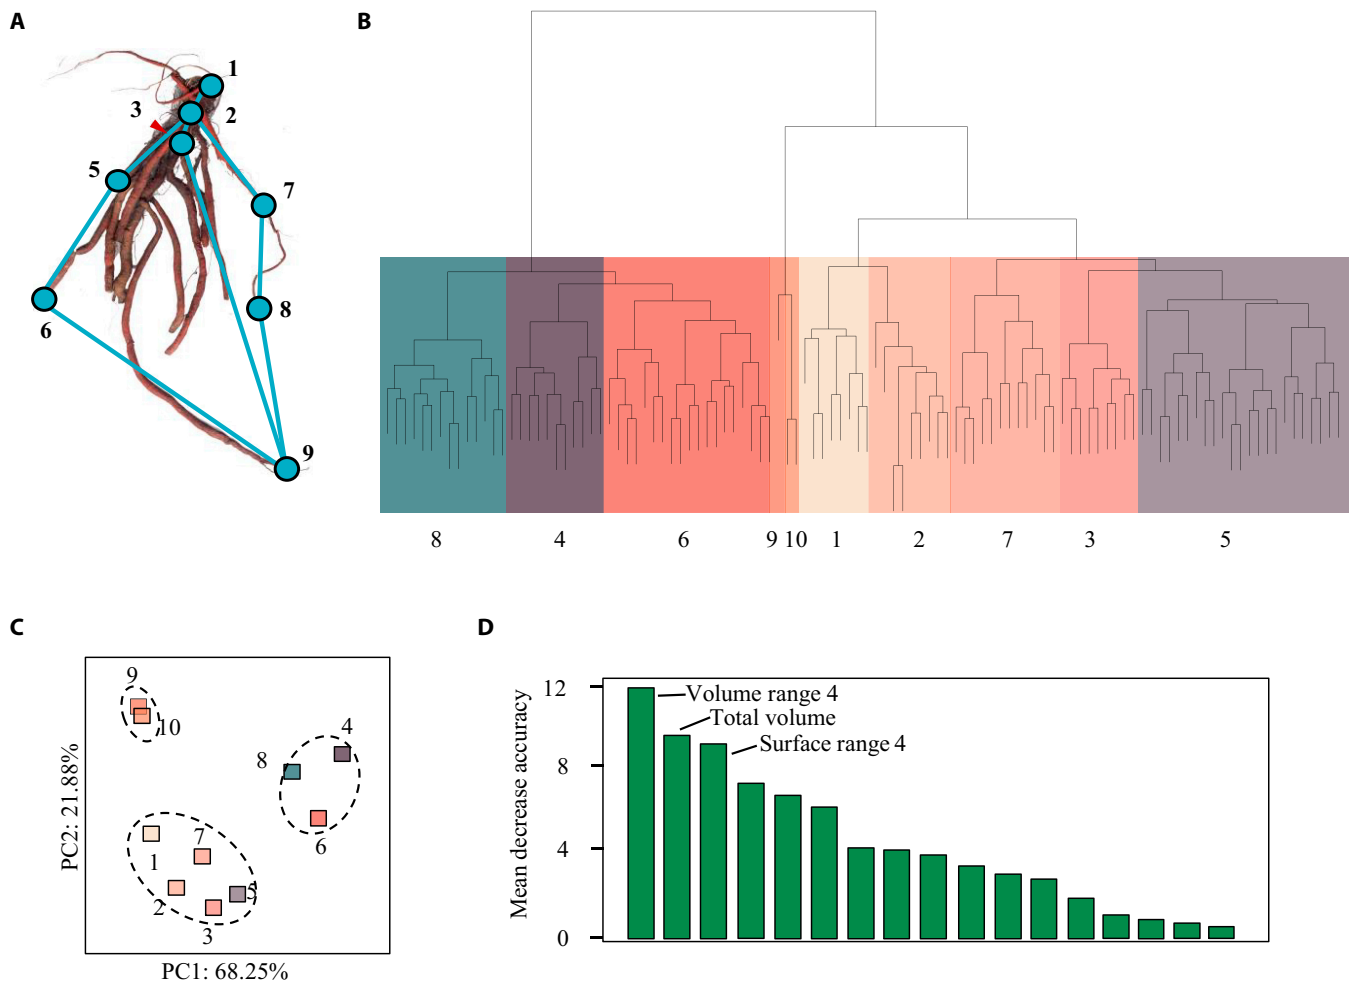 A
B
1
3
2
5
7
6
8
9
8 4 6 9 10 1 2 7 3 5
C
D
9
10
4
8
6
7
1
5
2
3
PC2: 21.88%
PC1: 68.25%
Mean decrease accuracy
12
8
4
0
Volume range 4
Total volume
Surface range 4